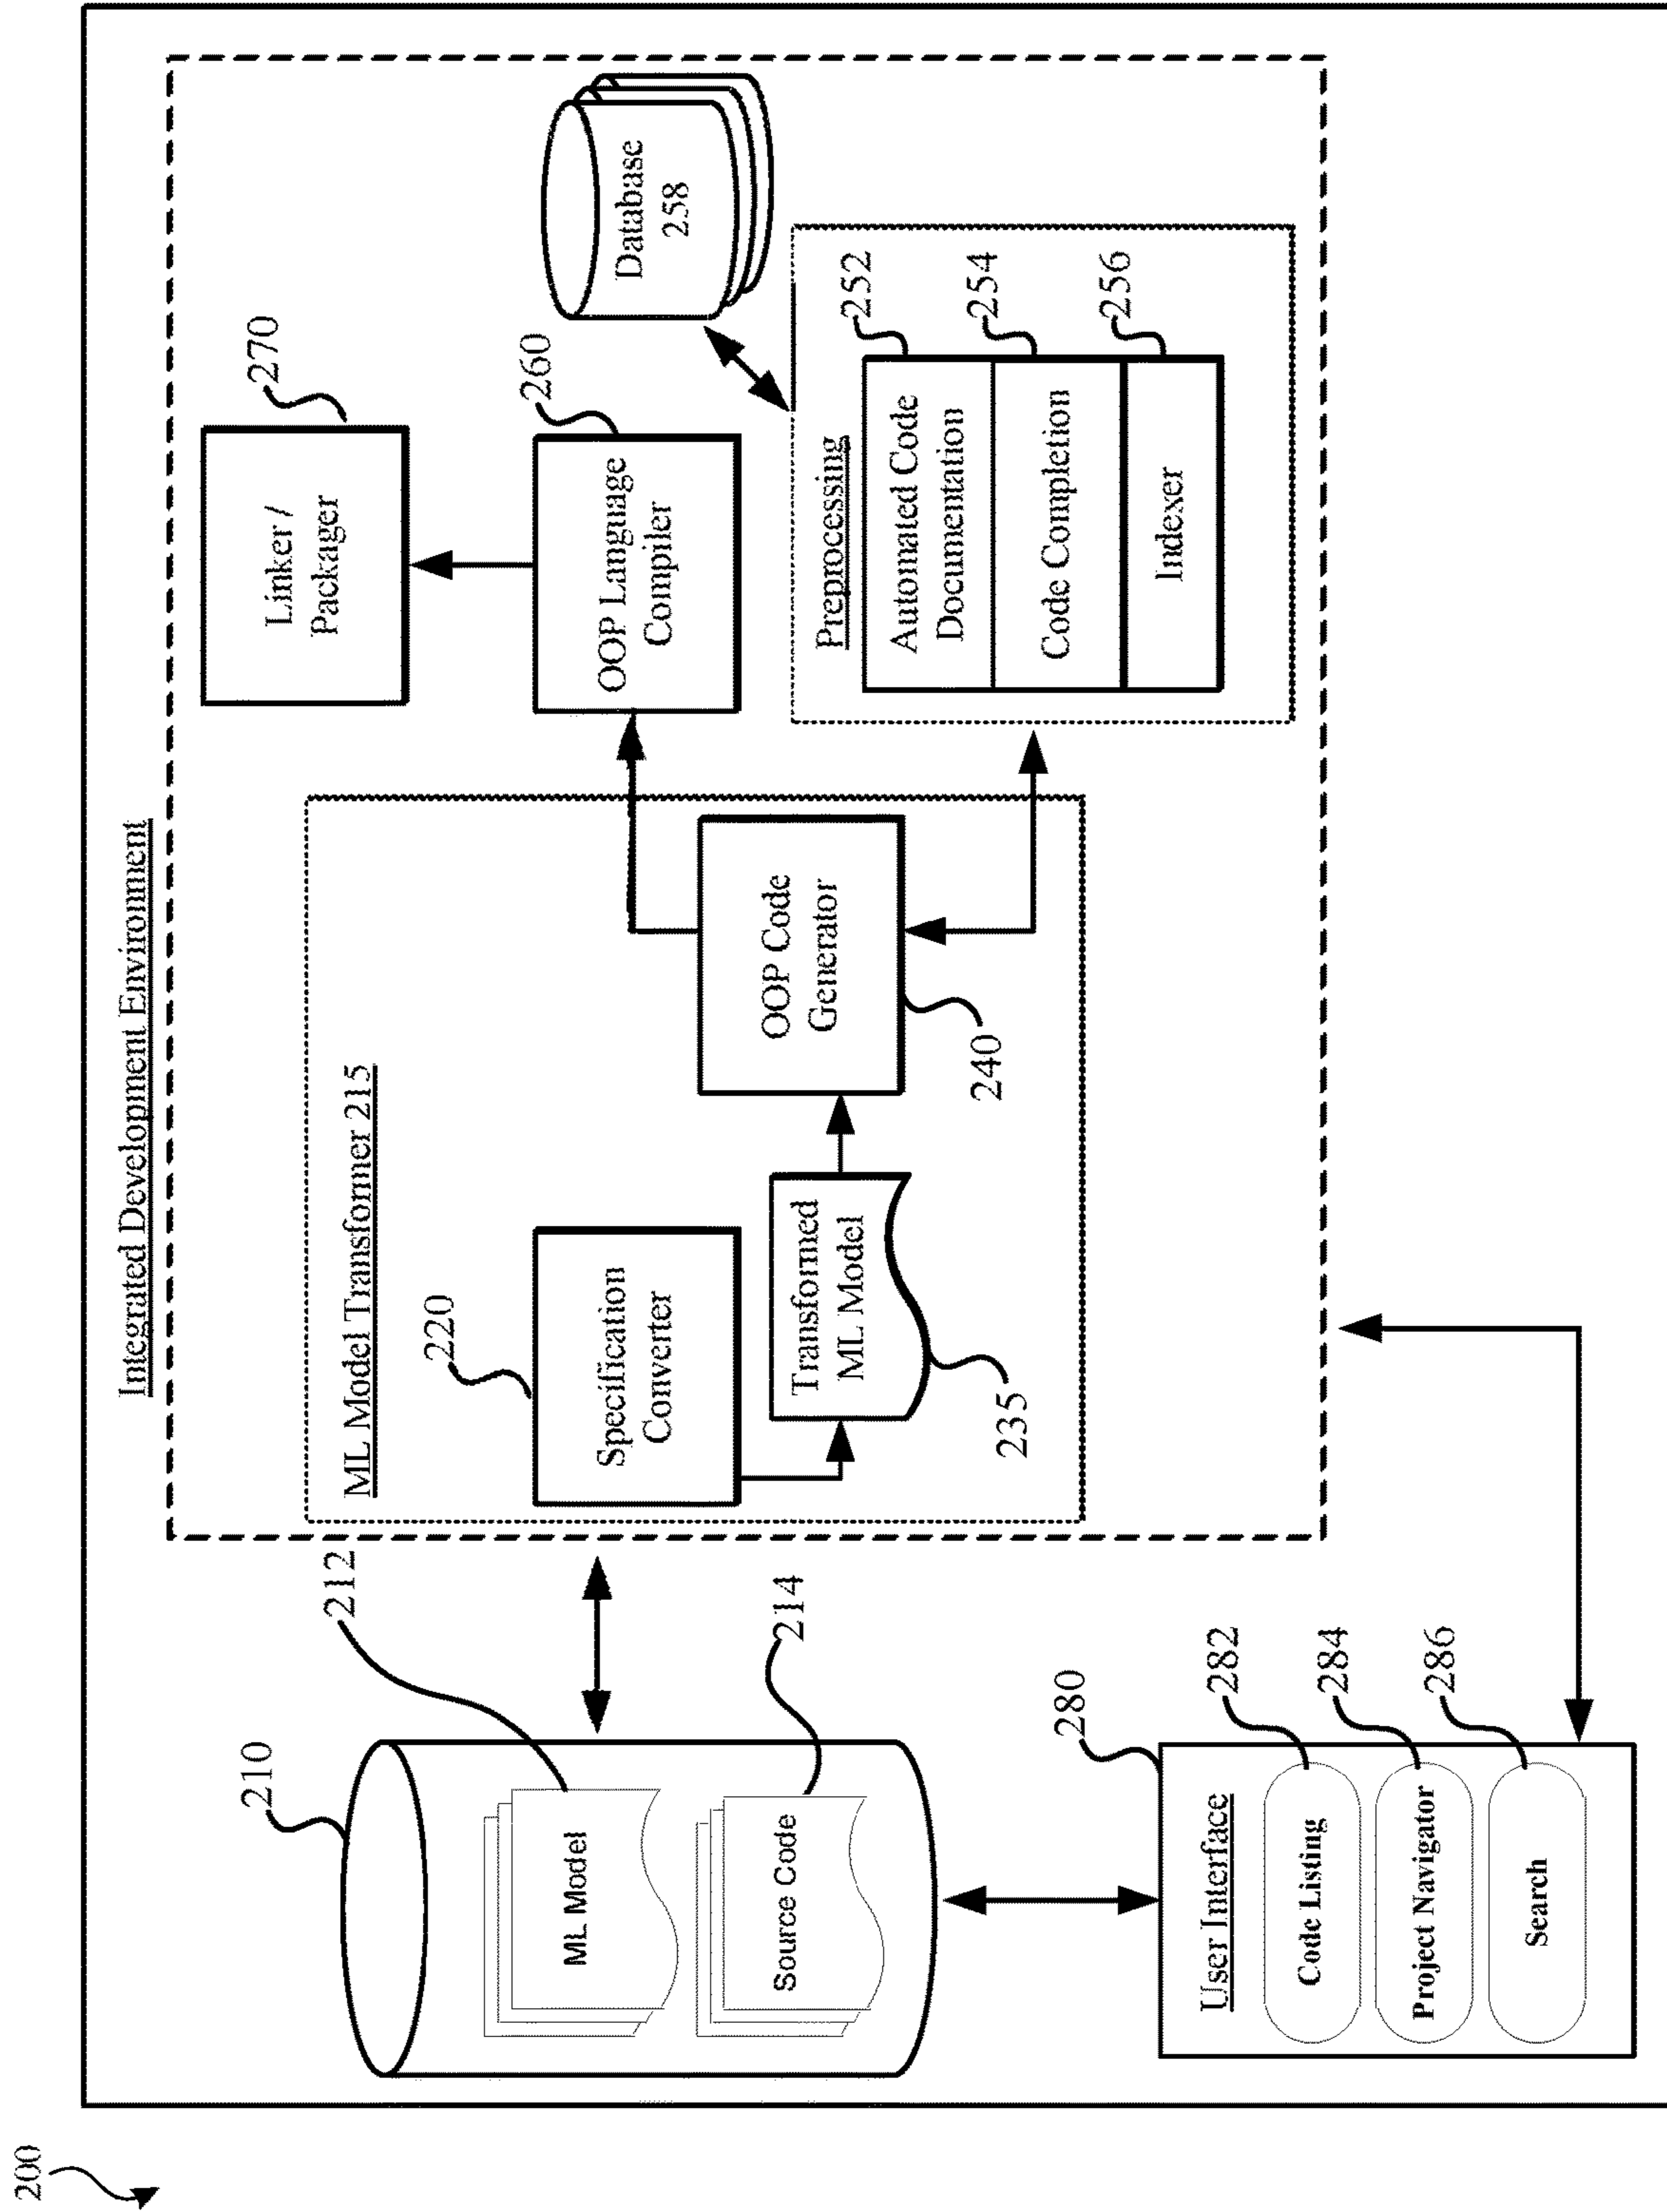 200
Integrated Development Environment
210
212
ML Model
214
Source Code
ML Model Transformer 215
220
Specification
Converter
Transformed
ML Model
235
OOP Code
Generator
240
270
Linker /
Packager
260
OOP Language
Compiler
Database
258
Preprocessing
Automated Code
Documentation
252
Code Completion
254
Indexer
256
280
User Interface
Code Listing
282
Project Navigator
284
Search
286